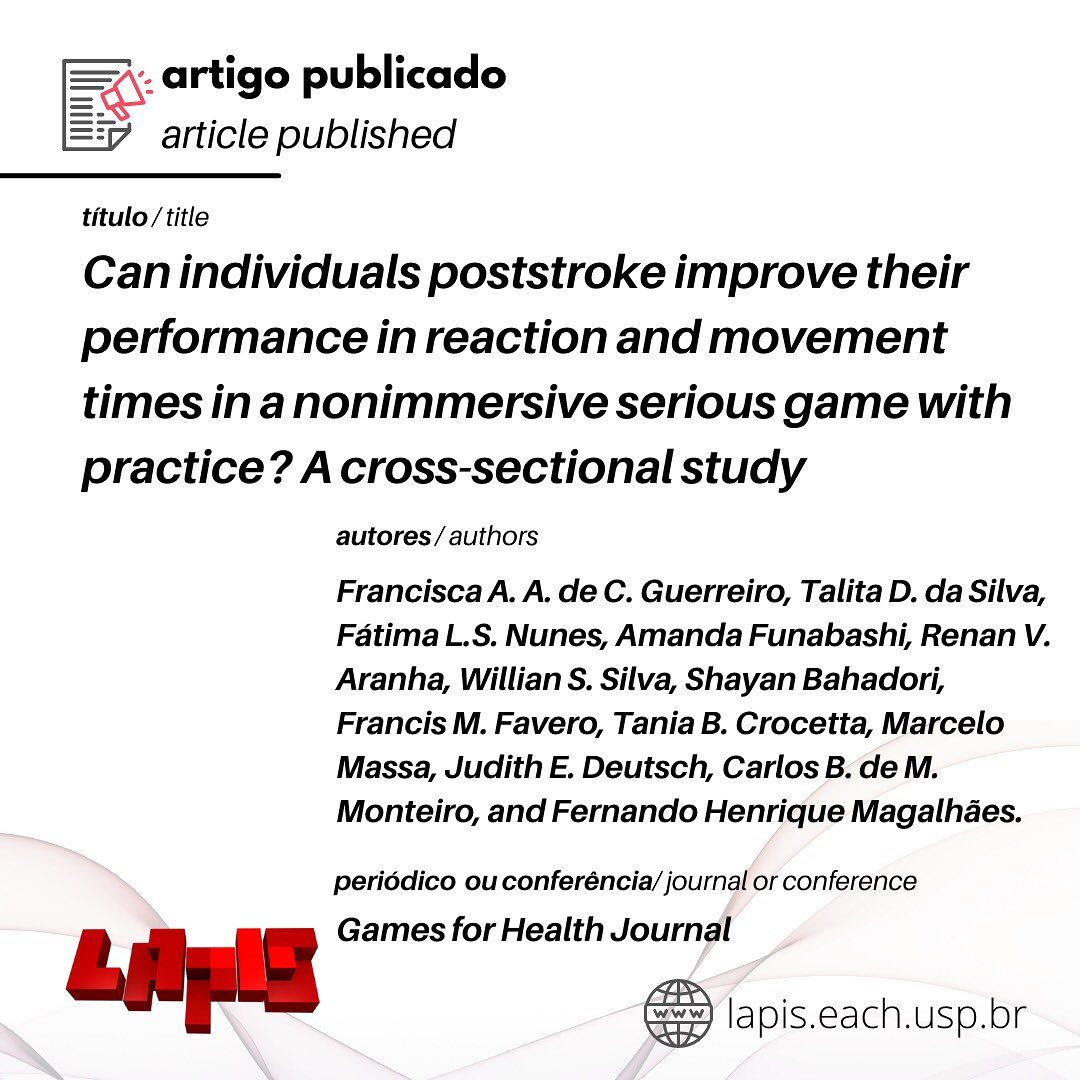 artigo publicado
article published
título / title
Can individuals poststroke improve their
performance in reaction and movement
times in a nonimmersive serious game with
practice? A cross-sectional study
autores / authors
Francisca A. A. de C. Guerreiro, Talita D. da Silva,
Fátima L.S. Nunes, Amanda Funabashi, Renan V.
Aranha, Willian S. Silva, Shayan Bahadori,
Francis M. Favero, Tania B. Crocetta, Marcelo
Massa, Judith E. Deutsch, Carlos B. de M.
Monteiro, and Fernando Henrique Magalhães.
periódico ou conferência/ journal or conference
Games for Health Journal
LAPIS
www
lapis.each.usp.br